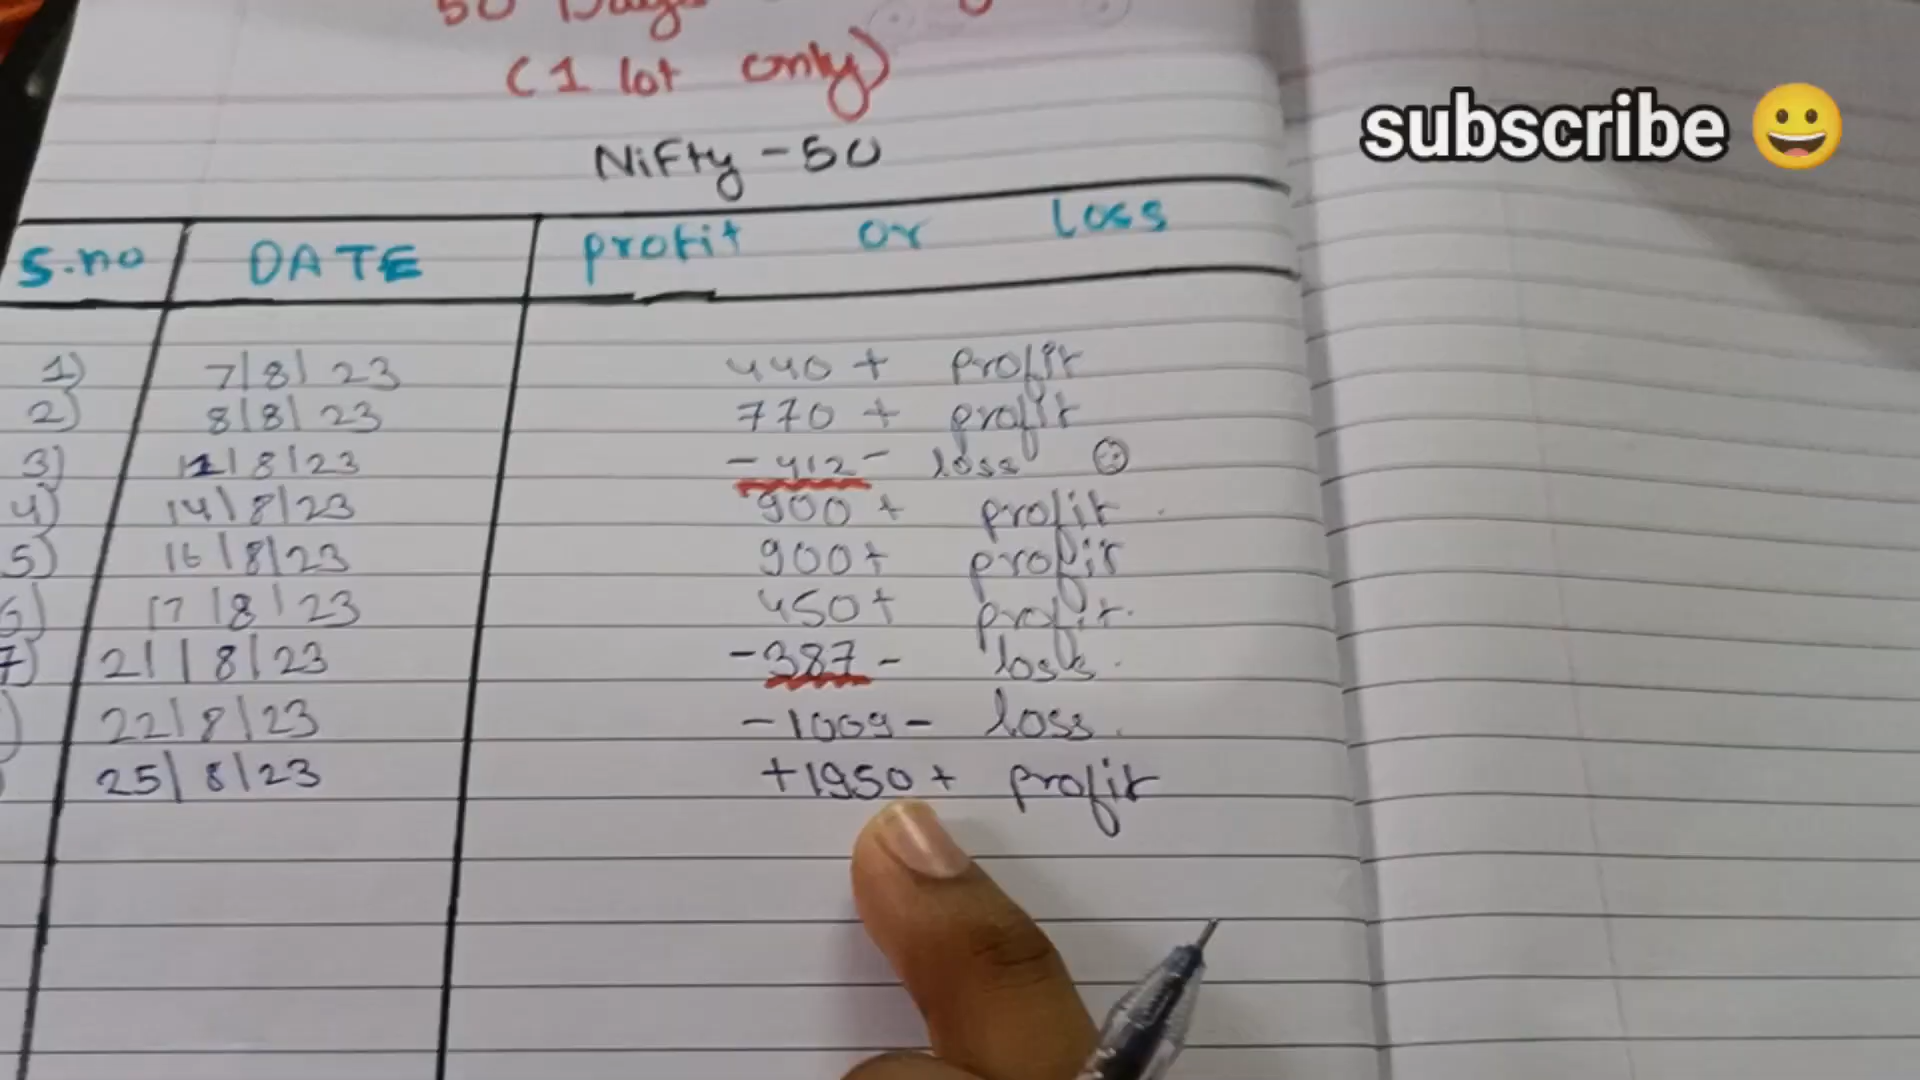 50 Days
(1 lot only)
subscribe 😀
NiFty - 50
S.no DATE profit or loss
1) 7/8/23 440 + profit
2) 8/8/23 770 + profit
3) 11/8/23 - 412 - loss ☹
4) 14/8/23 900 + profit
5) 16/8/23 900 + profit
6) 17/8/23 450 + profit.
7) 21/8/23 - 387 - loss.
22/8/23 - 1009 - loss.
25/8/23 + 1950 + profit